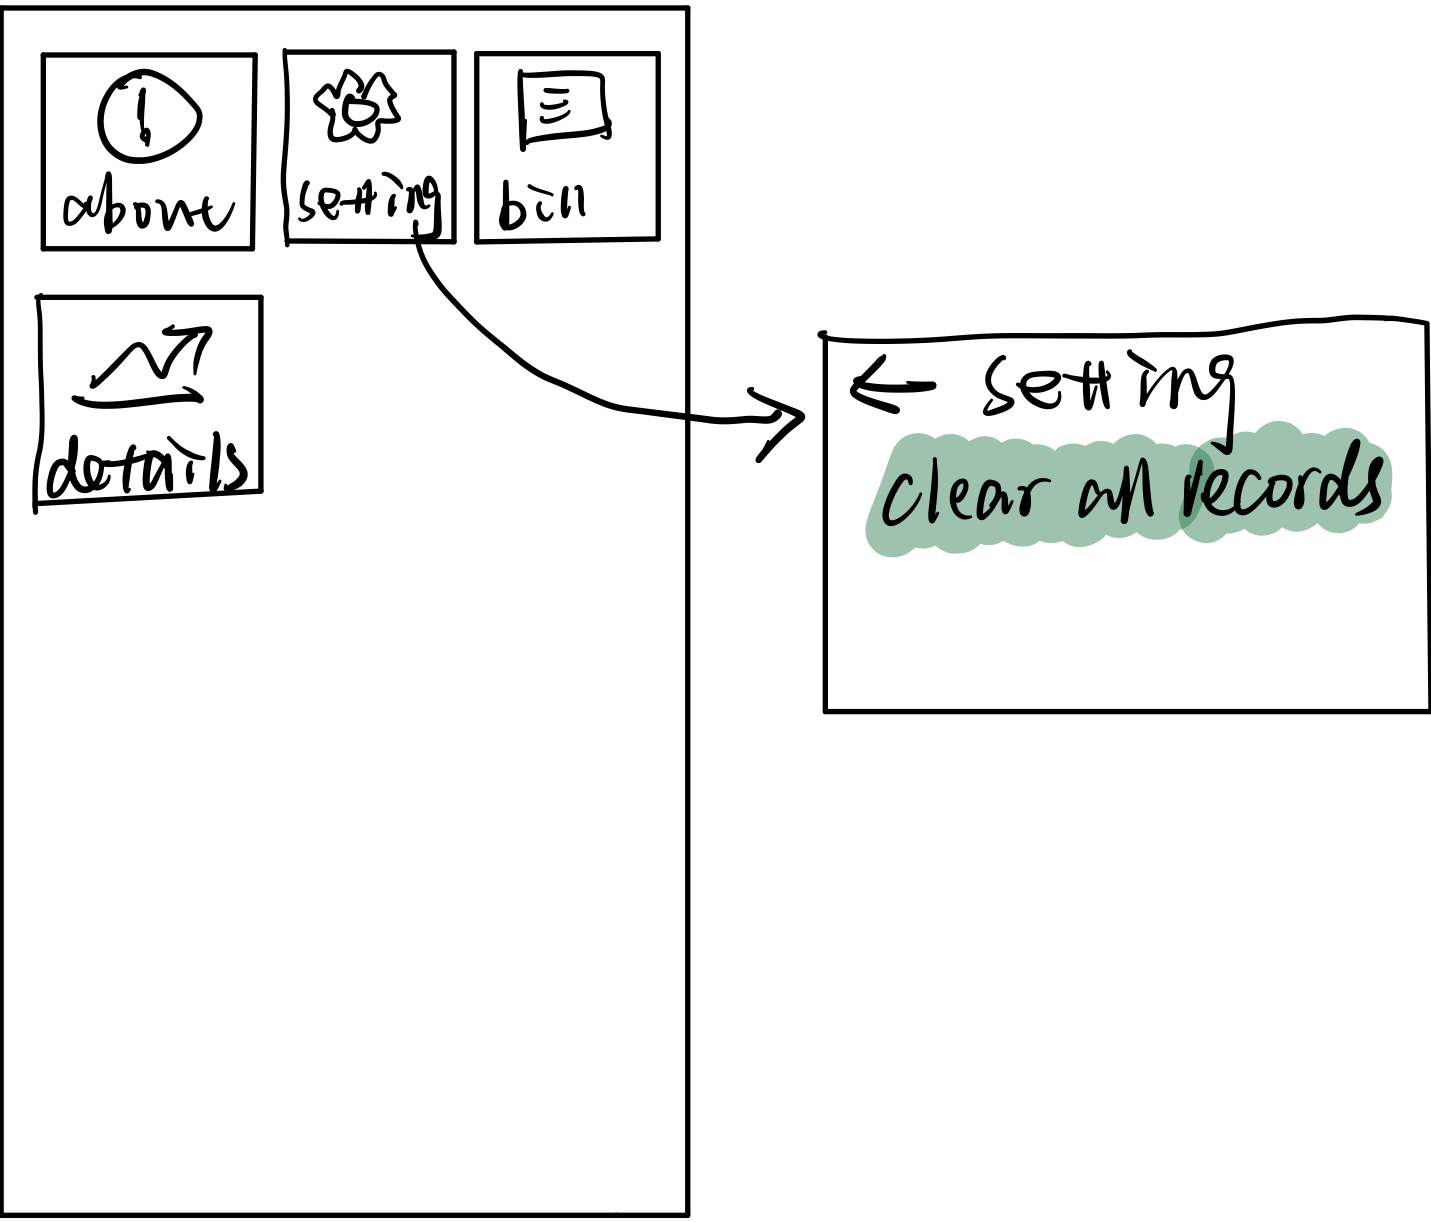 about
setting
bill
details
← setting
clear all records